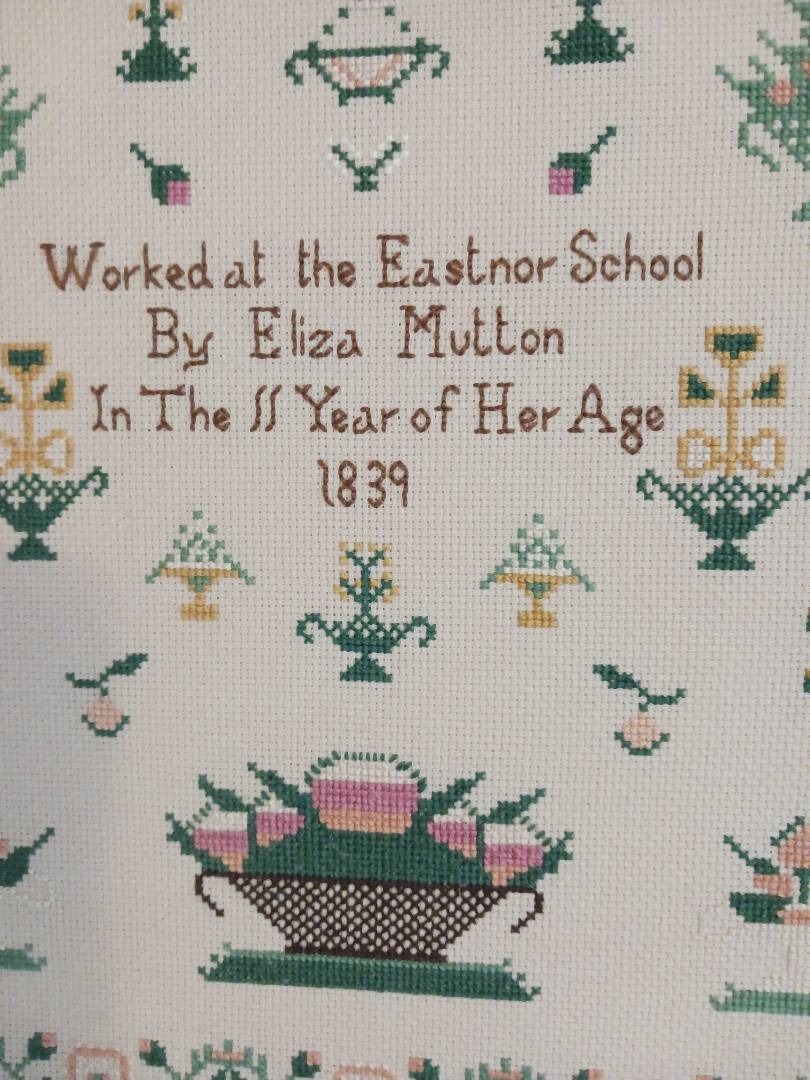 Worked at the Eastnor School
By Eliza Mutton
In The 11 Year of Her Age
1839